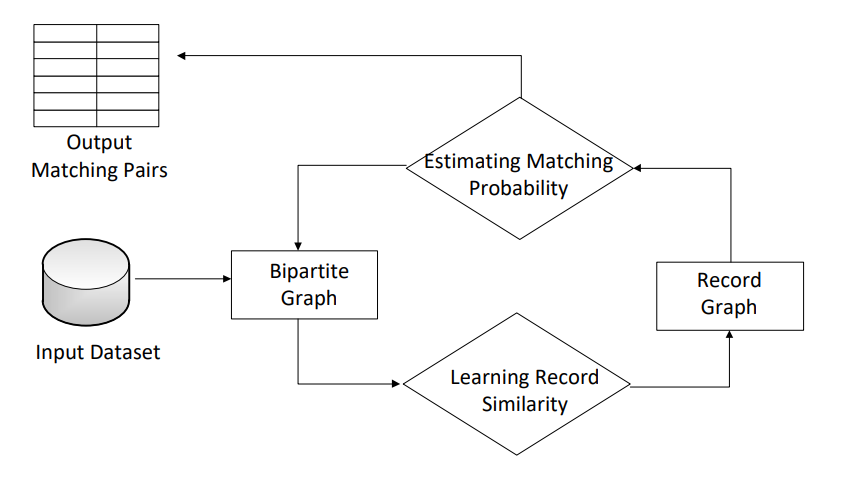 Output
Matching Pairs
Estimating Matching
Probability
Bipartite
Graph
Record
Graph
Input Dataset
Learning Record
Similarity